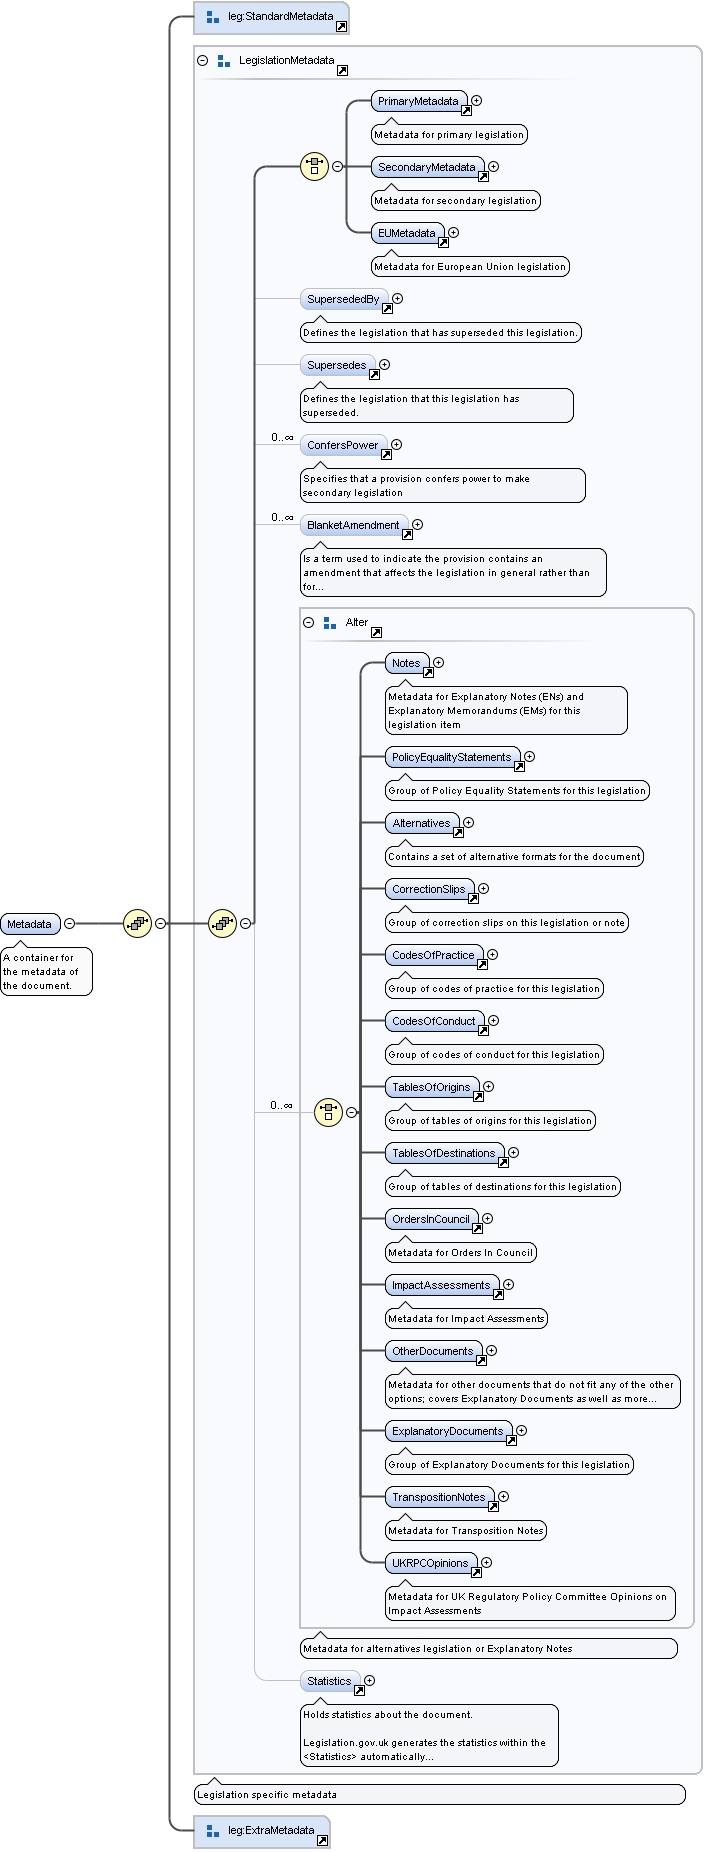 leg:StandardMetadata
LegislationMetadata
PrimaryMetadata
Metadata for primary legislation
SecondaryMetadata
Metadata for secondary legislation
EUMetadata
Metadata for European Union legislation
SupersededBy
Defines the legislation that has superseded this legislation.
Supersedes
Defines the legislation that this legislation has
superseded.
0..∞
ConfersPower
Specifies that a provision confers power to make
secondary legislation
0..∞
BlanketAmendment
Is a term used to indicate the provision contains an
amendment that affects the legislation in general rather than
for...
Alter
Notes
Metadata for Explanatory Notes (ENs) and
Explanatory Memorandums (EMs) for this
legislation item
PolicyEqualityStatements
Group of Policy Equality Statements for this legislation
Alternatives
Contains a set of alternative formats for the document
CorrectionSlips
Group of correction slips on this legislation or note
Metadata
A container for
the metadata of
the document.
CodesOfPractice
Group of codes of practice for this legislation
CodesOfConduct
Group of codes of conduct for this legislation
TablesOfOrigins
0..∞
Group of tables of origins for this legislation
TablesOfDestinations
Group of tables of destinations for this legislation
OrdersInCouncil
Metadata for Orders In Council
ImpactAssessments
Metadata for Impact Assessments
OtherDocuments
Metadata for other documents that do not fit any of the other
options; covers Explanatory Documents as well as more...
ExplanatoryDocuments
Group of Explanatory Documents for this legislation
TranspositionNotes
Metadata for Transposition Notes
UKRPCOpinions
Metadata for UK Regulatory Policy Committee Opinions on
Impact Assessments
Metadata for alternatives legislation or Explanatory Notes
Statistics
Holds statistics about the document.
Legislation.gov.uk generates the statistics within the
<Statistics> automatically...
Legislation specific metadata
leg:ExtraMetadata